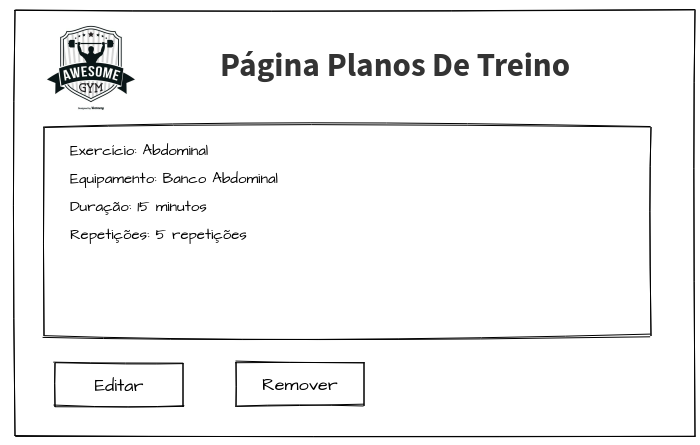 AWESOME
GYM
Página Planos De Treino
Exercício: Abdominal
Equipamento: Banco Abdominal
Duração: 15 minutos
Repetições: 5 repetições
Editar
Remover